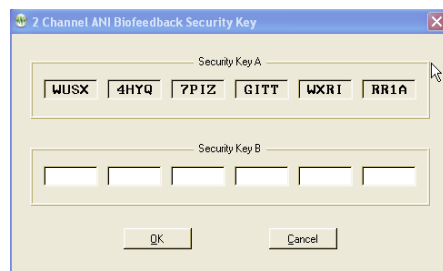 2 Channel ANI Biofeedback Security Key
Security Key A
WUSX 4HYQ 7PIZ GITT WXRI RR1A
Security Key B
OK Cancel